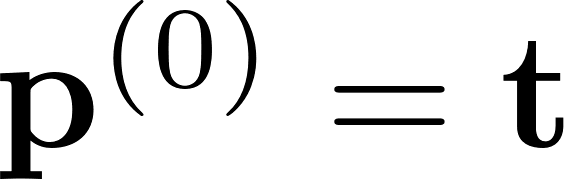 p^(0) = t